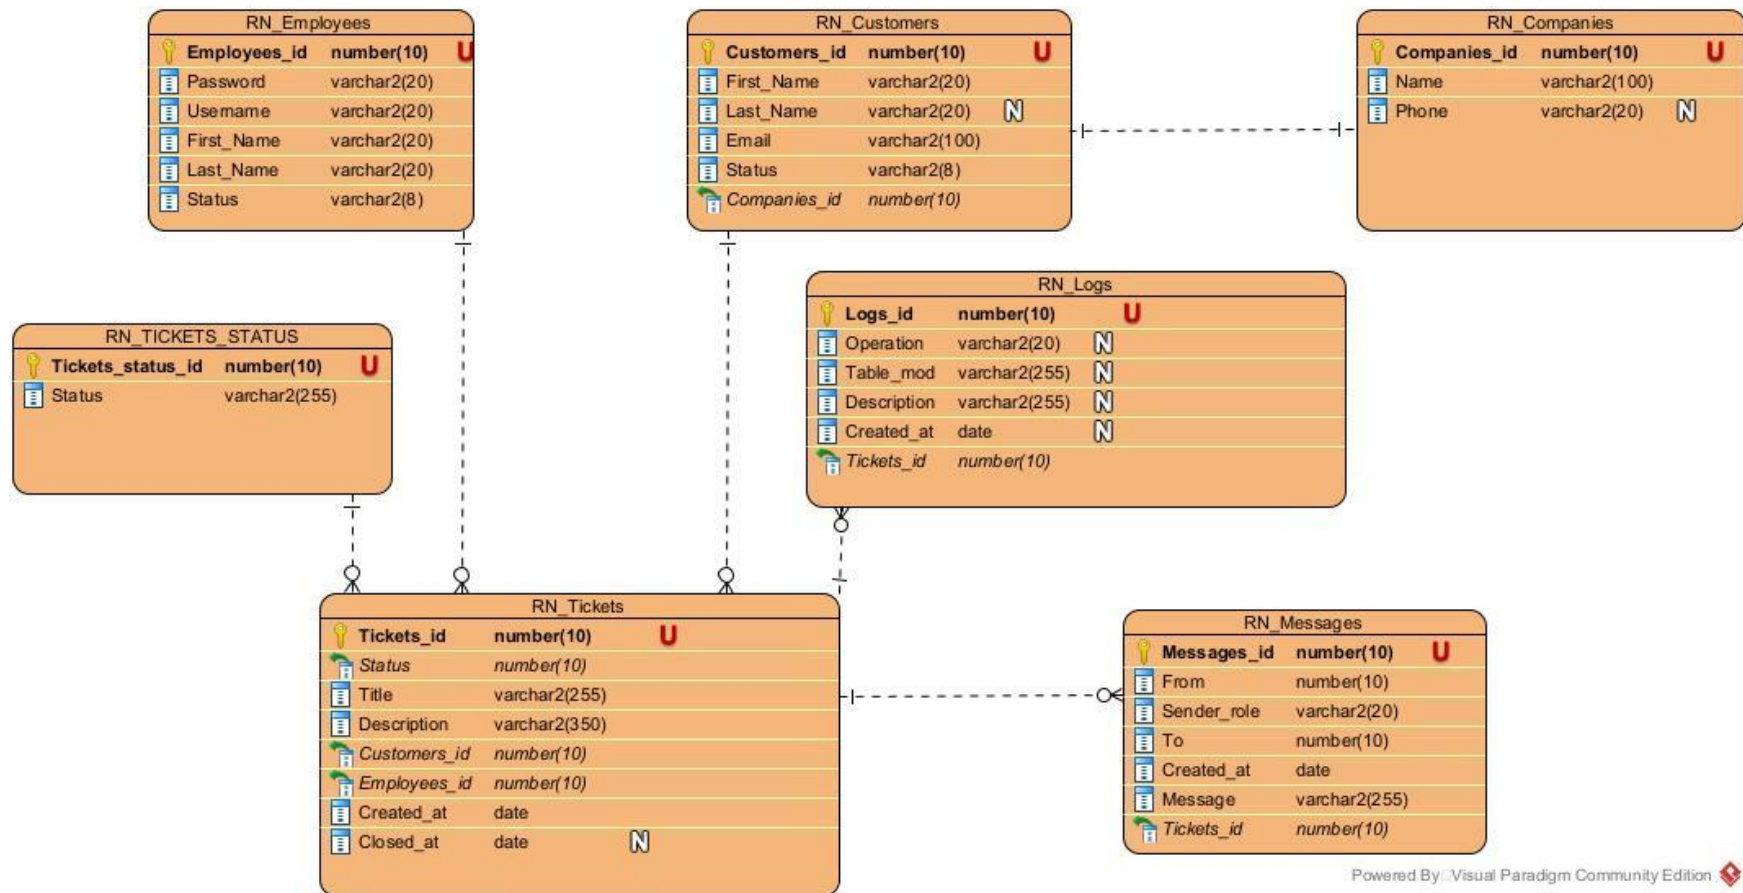 RN_Employees
Employees_id number(10) U
Password varchar2(20)
Username varchar2(20)
First_Name varchar2(20)
Last_Name varchar2(20)
Status varchar2(8)
RN_Customers
Customers_id number(10) U
First_Name varchar2(20)
Last_Name varchar2(20) N
Email varchar2(100)
Status varchar2(8)
Companies_id number(10)
RN_Companies
Companies_id number(10) U
Name varchar2(100)
Phone varchar2(20) N
RN_TICKETS_STATUS
Tickets_status_id number(10) U
Status varchar2(255)
RN_Logs
Logs_id number(10) U
Operation varchar2(20) N
Table_mod varchar2(255) N
Description varchar2(255) N
Created_at date N
Tickets_id number(10)
RN_Tickets
Tickets_id number(10) U
Status number(10)
Title varchar2(255)
Description varchar2(350)
Customers_id number(10)
Employees_id number(10)
Created_at date
Closed_at date N
RN_Messages
Messages_id number(10) U
From number(10)
Sender_role varchar2(20)
To number(10)
Created_at date
Message varchar2(255)
Tickets_id number(10)
Powered By Visual Paradigm Community Edition